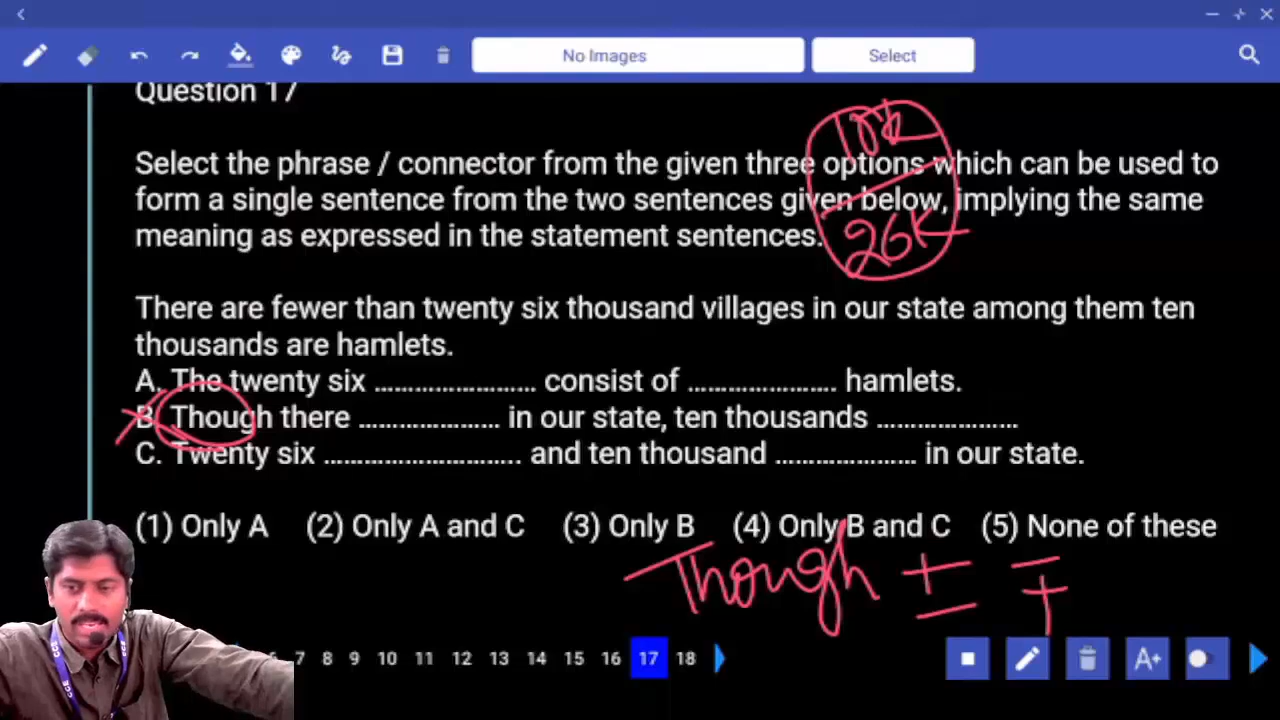 No Images
Select
Question 17
10k
26K
Select the phrase / connector from the given three options which can be used to
form a single sentence from the two sentences given below, implying the same
meaning as expressed in the statement sentences.
There are fewer than twenty six thousand villages in our state among them ten
thousands are hamlets.
A. The twenty six ........................ consist of ..................... hamlets.
B. Though there .................... in our state, ten thousands ....................
C. Twenty six ........................... and ten thousand .................... in our state.
(1) Only A (2) Only A and C (3) Only B (4) Only B and C (5) None of these
Though + - - +
7 8 9 10 11 12 13 14 15 16 17 18
A+
CCE